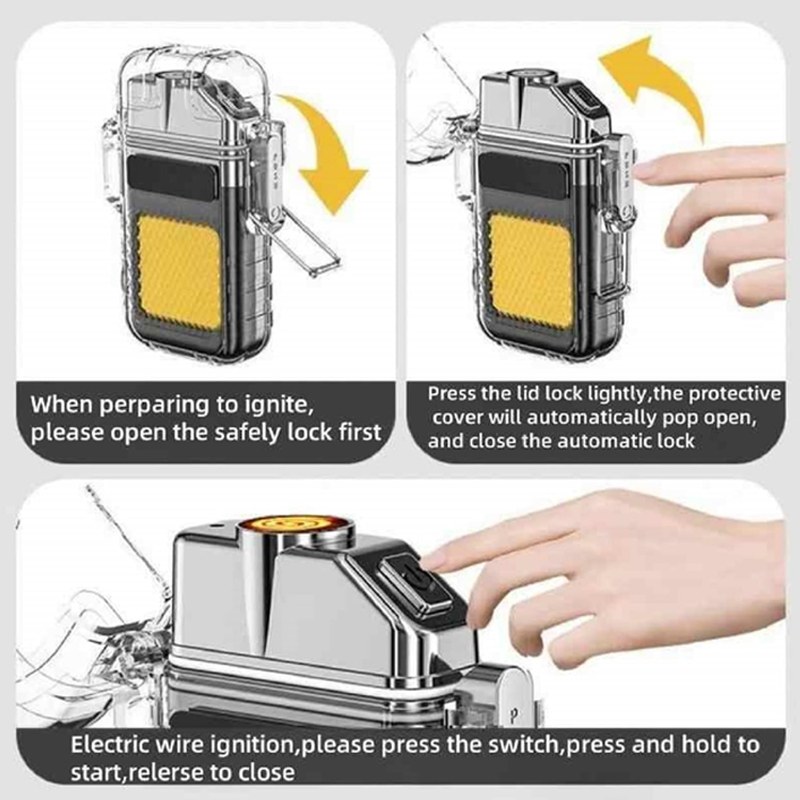 When perparing to ignite,
please open the safely lock first
PUSH
Press the lid lock lightly,the protective
cover will automatically pop open,
and close the automatic lock
P
Electric wire ignition,please press the switch,press and hold to
start,relerse to close